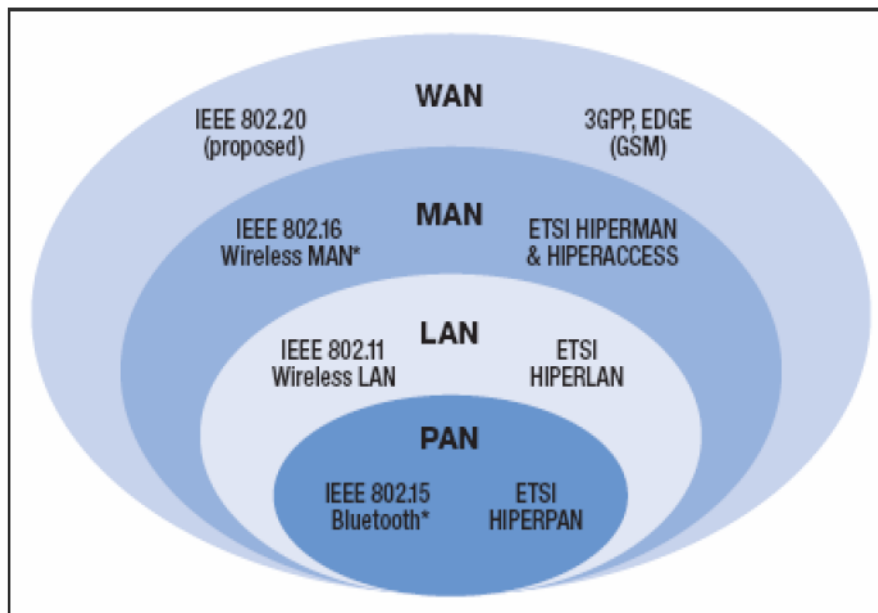 WAN
IEEE 802.20
(proposed)
3GPP, EDGE
(GSM)
MAN
IEEE 802.16
Wireless MAN*
ETSI HIPERMAN
& HIPERACCESS
LAN
IEEE 802.11
Wireless LAN
ETSI
HIPERLAN
PAN
IEEE 802.15
Bluetooth*
ETSI
HIPERPAN